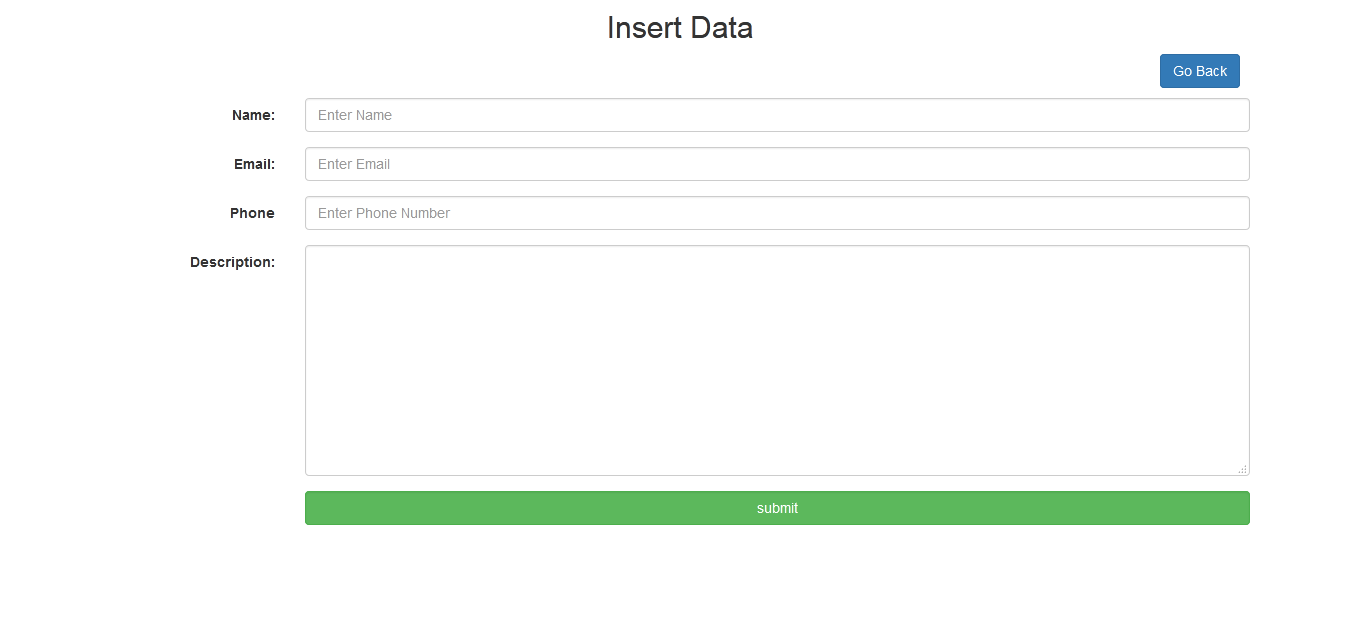 Insert Data
Go Back
Name:
Enter Name
Email:
Enter Email
Phone
Enter Phone Number
Description:
submit